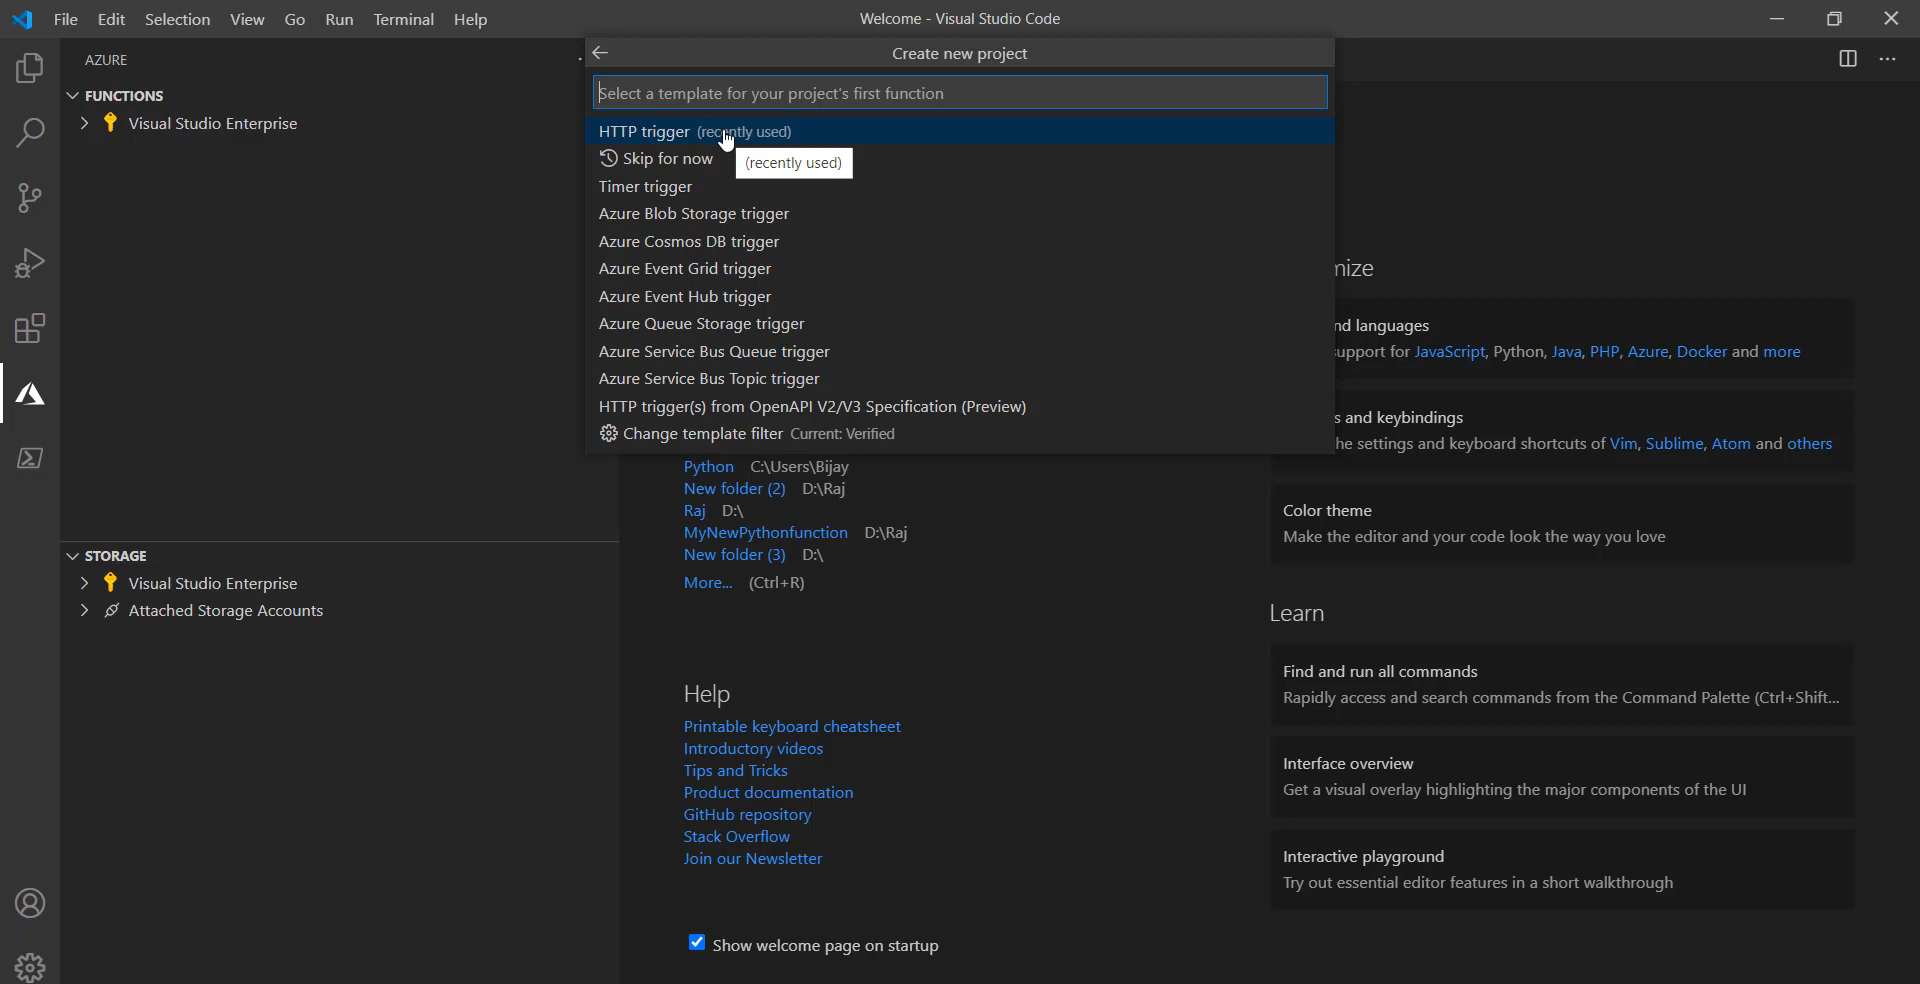 File Edit Selection View Go Run Terminal Help
Welcome - Visual Studio Code
AZURE
FUNCTIONS
Visual Studio Enterprise
STORAGE
Visual Studio Enterprise
Attached Storage Accounts
Create new project
Select a template for your project's first function
HTTP trigger (recently used)
Skip for now
(recently used)
Timer trigger
Azure Blob Storage trigger
Azure Cosmos DB trigger
Azure Event Grid trigger
Azure Event Hub trigger
Azure Queue Storage trigger
Azure Service Bus Queue trigger
Azure Service Bus Topic trigger
HTTP trigger(s) from OpenAPI V2/V3 Specification (Preview)
Change template filter Current: Verified
Python C:\Users\Bijay
New folder (2) D:\Raj
Raj D:\
MyNewPythonfunction D:\Raj
New folder (3) D:\
More... (Ctrl+R)
Help
Printable keyboard cheatsheet
Introductory videos
Tips and Tricks
Product documentation
GitHub repository
Stack Overflow
Join our Newsletter
Show welcome page on startup
mize
nd languages
upport for JavaScript, Python, Java, PHP, Azure, Docker and more
s and keybindings
he settings and keyboard shortcuts of Vim, Sublime, Atom and others
Color theme
Make the editor and your code look the way you love
Learn
Find and run all commands
Rapidly access and search commands from the Command Palette (Ctrl+Shift...
Interface overview
Get a visual overlay highlighting the major components of the UI
Interactive playground
Try out essential editor features in a short walkthrough